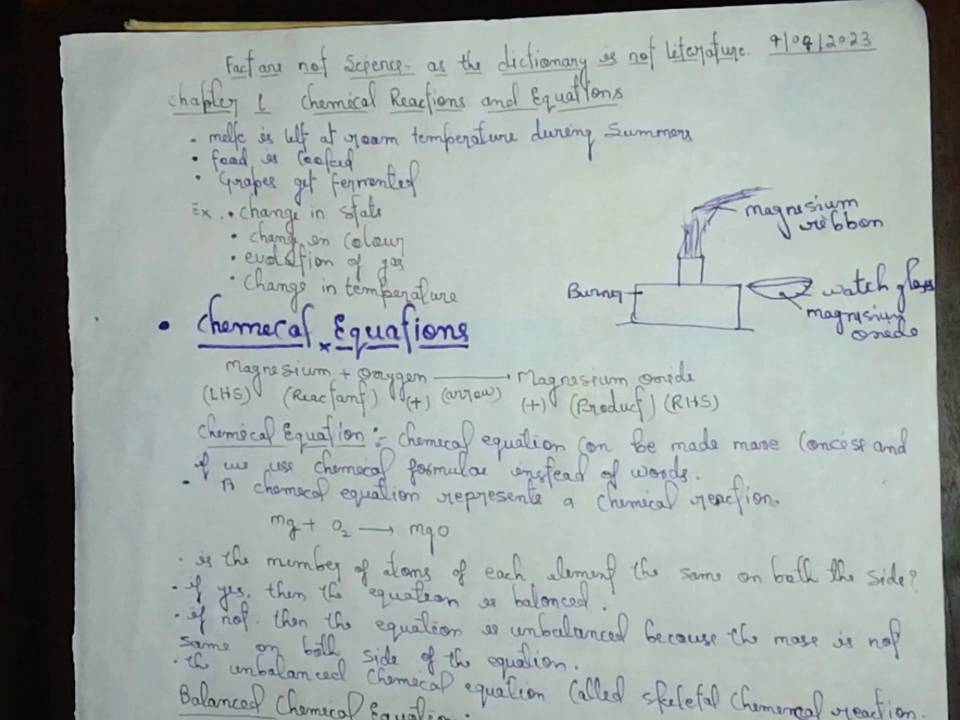 Fact are not Science - as the dictionary is not literature. 9/09/2023
Chapter 1 Chemical Reactions and Equations
• milk is left at room temperature during Summers
• food is Cooked
• Grapes get fermented
Ex. • change in state
• change in Colour
• evolution of gas
• Change in temperature
magnesium
ribbon
Burner
watch glass
magnesium
oxide
• Chemecal Equations
Magnesium + Oxygen → Magnesium oxide
(LHS) (Reactant) (+) (arrow) (+) (Product) (RHS)
Chemical Equation :- Chemical equation can be made more Concise and
if we use chemical formulae instead of words.
• A chemical equation represents a chemical reaction.
Mg + O₂ → MgO
• is the number of atoms of each element the same on both the side?
• if yes, then the equation is balanced.
• if not. then the equation is unbalanced because the mase is not
same on both side of the equation.
• the unbalanced Chemical equation Called skeletal Chemical reaction.
Balanced Chemical Equation: